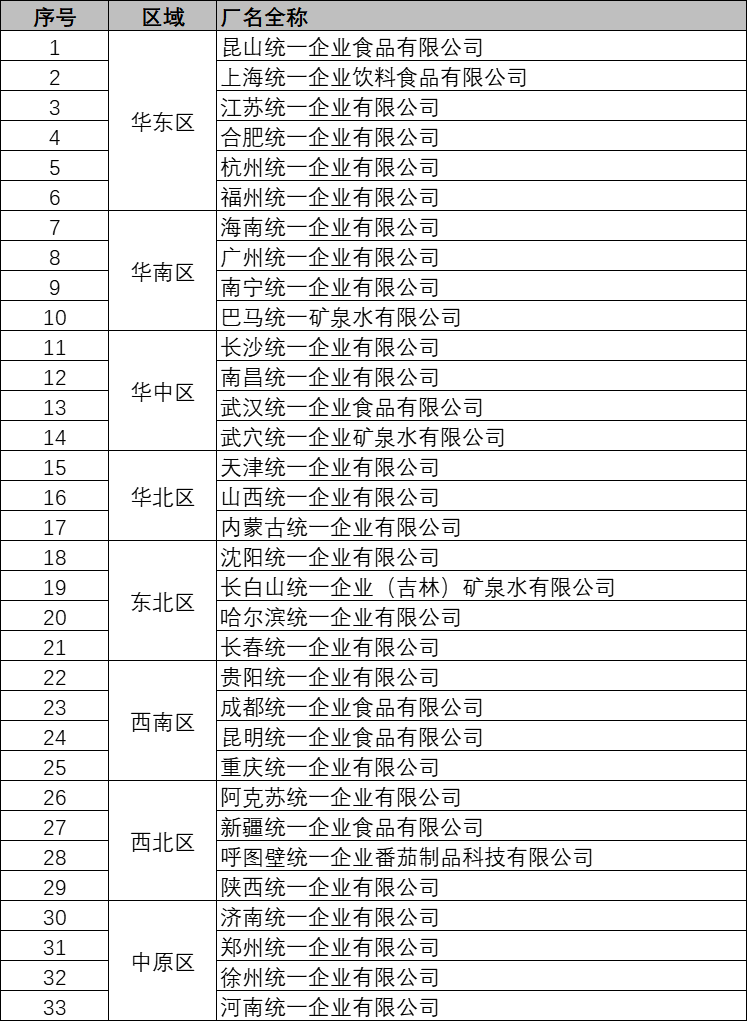 序号 区域 厂名全称
1 华东区 昆山统一企业食品有限公司
2 上海统一企业饮料食品有限公司
3 江苏统一企业有限公司
4 合肥统一企业有限公司
5 杭州统一企业有限公司
6 福州统一企业有限公司
7 华南区 海南统一企业有限公司
8 广州统一企业有限公司
9 南宁统一企业有限公司
10 巴马统一矿泉水有限公司
11 华中区 长沙统一企业有限公司
12 南昌统一企业有限公司
13 武汉统一企业食品有限公司
14 武穴统一企业矿泉水有限公司
15 华北区 天津统一企业有限公司
16 山西统一企业有限公司
17 内蒙古统一企业有限公司
18 东北区 沈阳统一企业有限公司
19 长白山统一企业（吉林）矿泉水有限公司
20 哈尔滨统一企业有限公司
21 长春统一企业有限公司
22 西南区 贵阳统一企业有限公司
23 成都统一企业食品有限公司
24 昆明统一企业食品有限公司
25 重庆统一企业有限公司
26 西北区 阿克苏统一企业有限公司
27 新疆统一企业食品有限公司
28 呼图壁统一企业番茄制品科技有限公司
29 陕西统一企业有限公司
30 中原区 济南统一企业有限公司
31 郑州统一企业有限公司
32 徐州统一企业有限公司
33 河南统一企业有限公司